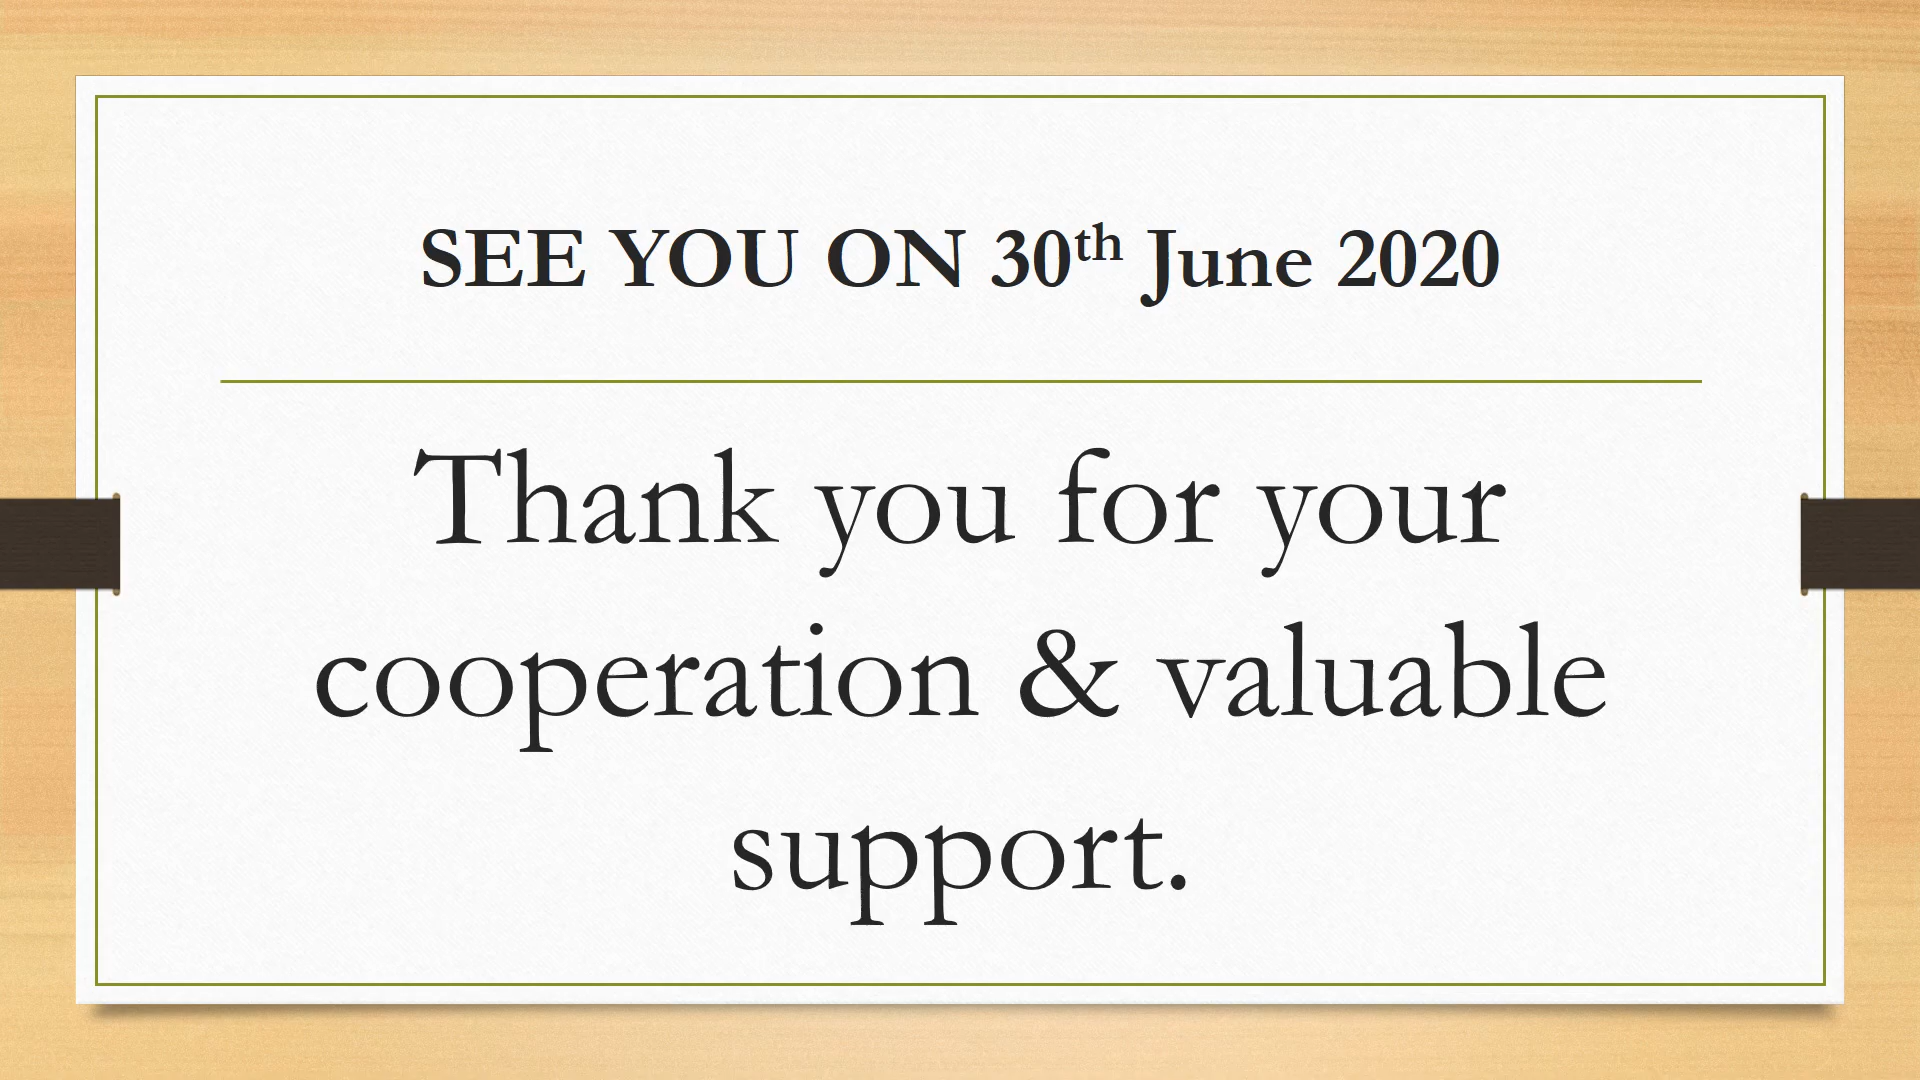 SEE YOU ON 30th June 2020
Thank you for your
cooperation & valuable
support.